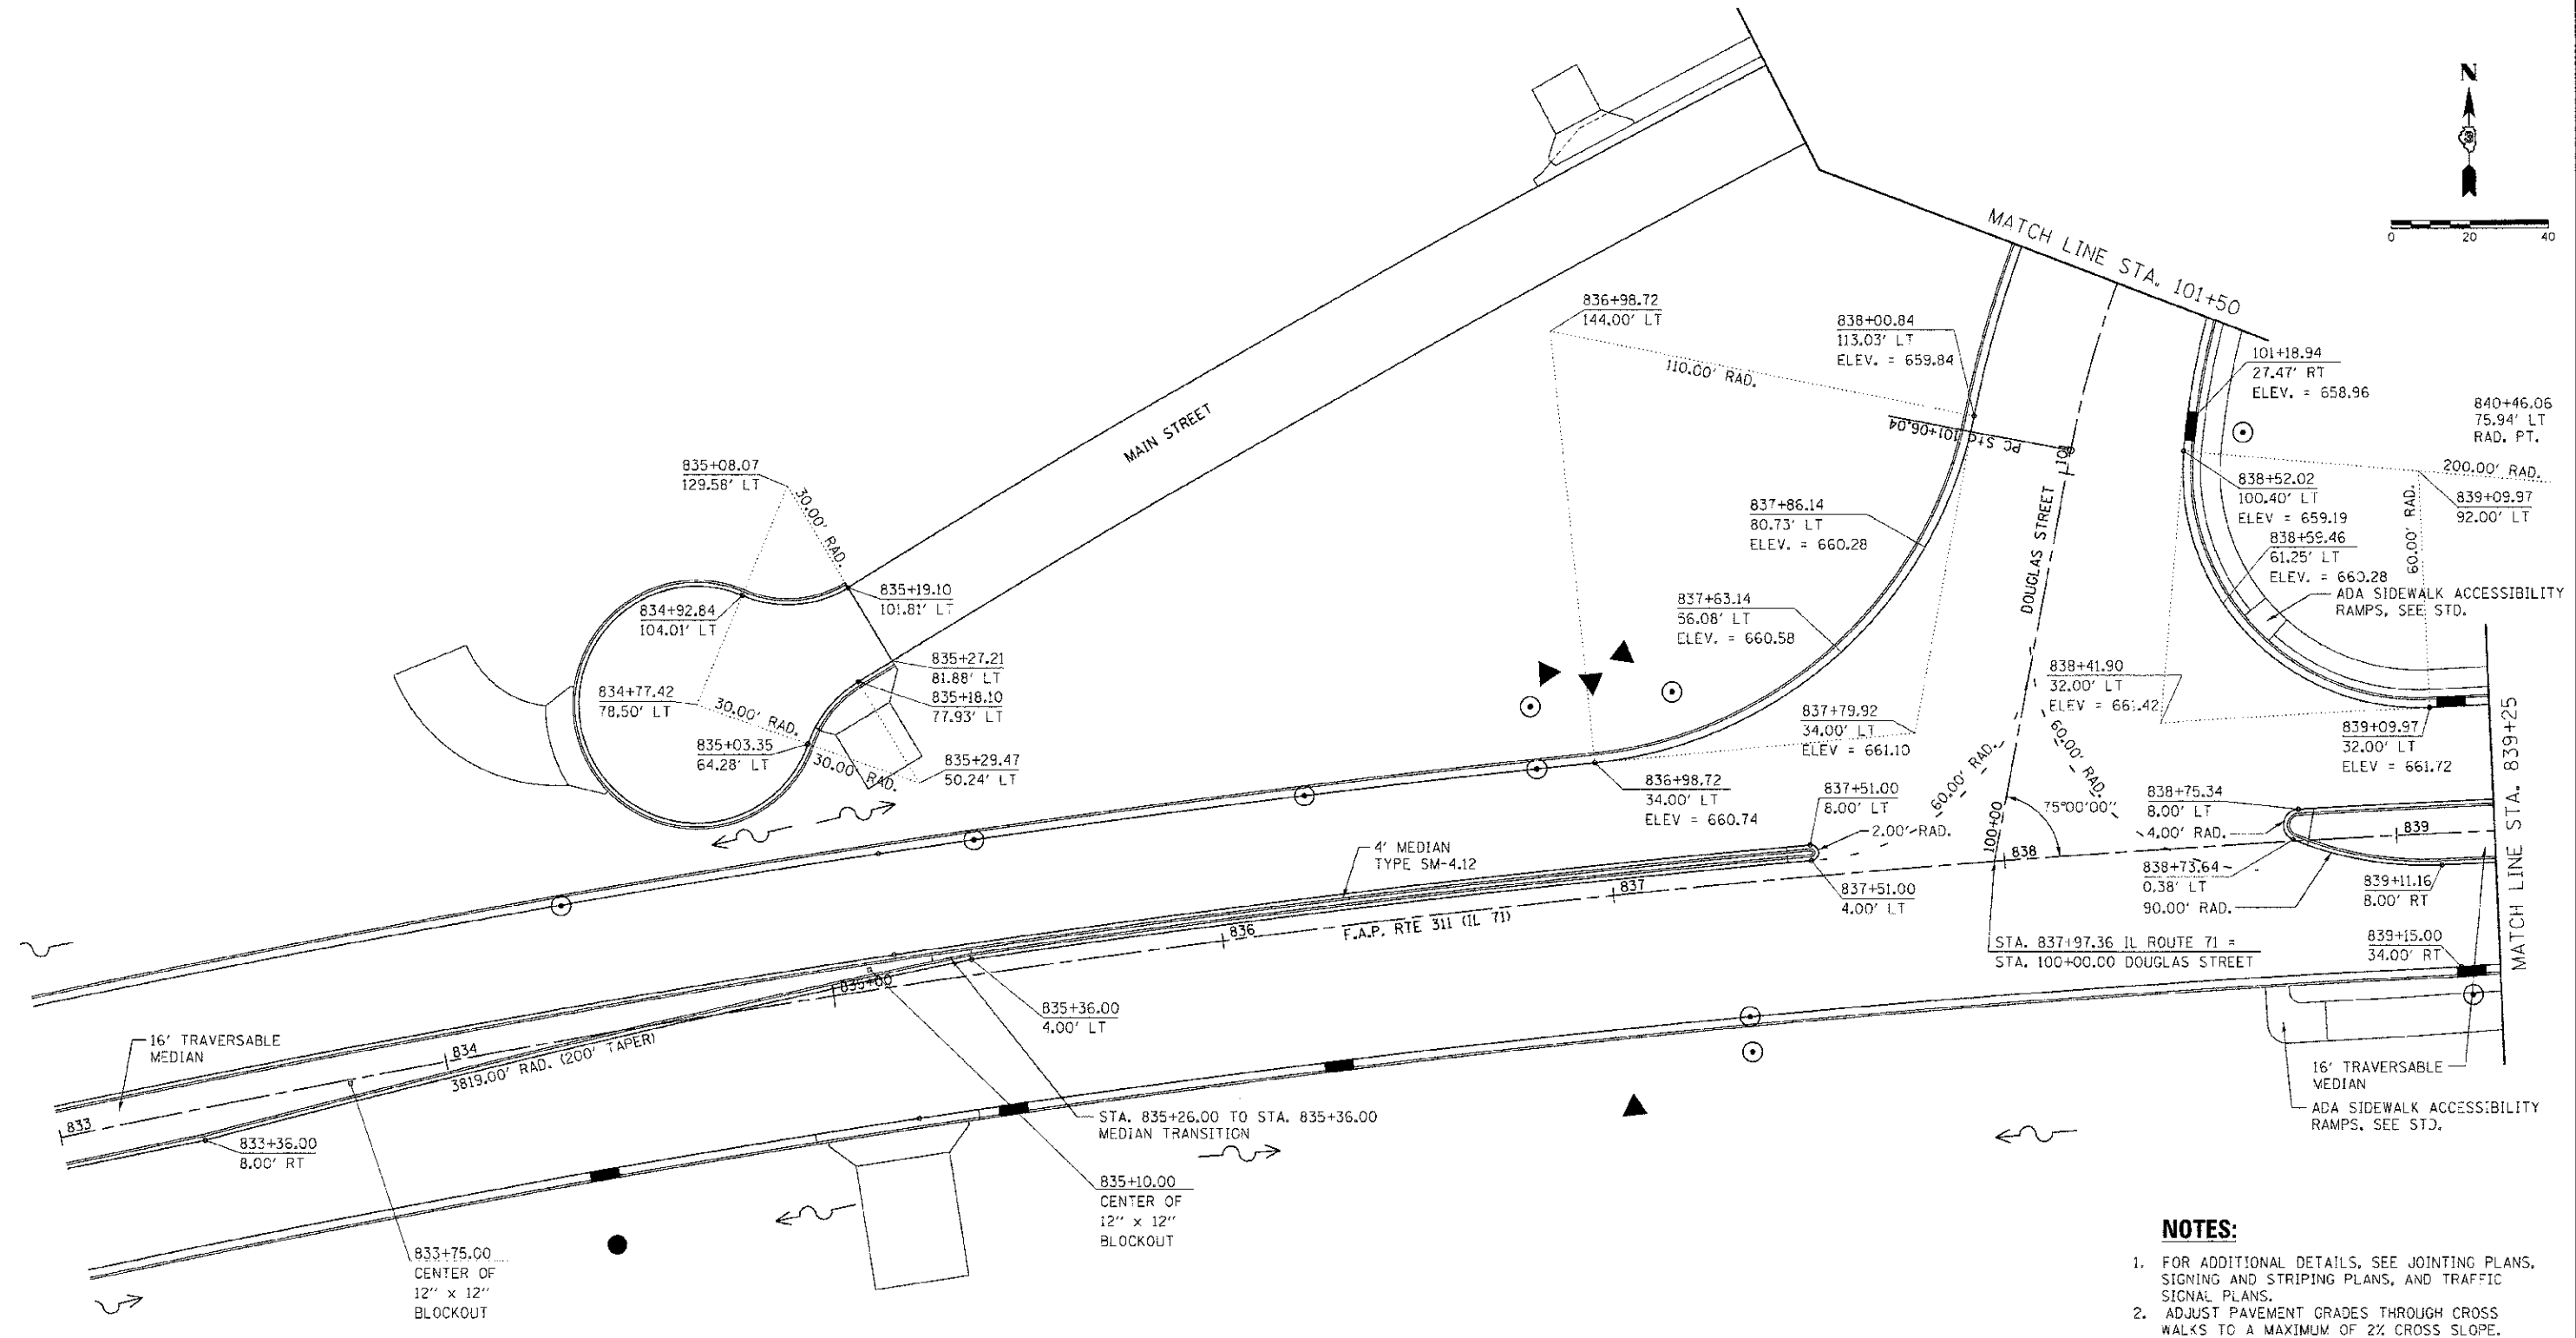 N
0 20 40
MATCH LINE STA. 101+50
836+98.72
144.00' LT
838+00.84
113.03' LT
ELEV. = 659.84
110.00' RAD.
101+18.94
27.47' RT
ELEV. = 658.96
840+46.06
75.94' LT
RAD. PT.
200.00' RAD.
PC Sta 101+06.04
101
MAIN STREET
835+08.07
129.58' LT
30.00' RAD.
838+52.02
100.40' LT
ELEV = 659.19
839+09.97
92.00' LT
60.00' RAD.
837+86.14
80.73' LT
ELEV. = 660.28
DOUGLAS STREET
838+59.46
61.25' LT
ELEV. = 660.28
ADA SIDEWALK ACCESSIBILITY
RAMPS, SEE STD.
834+92.84
104.01' LT
835+19.10
101.81' LT
837+63.14
56.08' LT
ELEV. = 660.58
835+27.21
81.88' LT
835+18.10
77.93' LT
834+77.42
78.50' LT
30.00' RAD.
838+41.90
32.00' LT
ELEV = 661.42
835+03.35
64.28' LT
30.00' RAD.
835+29.47
50.24' LT
837+79.92
34.00' LT
ELEV = 661.10
839+09.97
32.00' LT
ELEV = 661.72
836+98.72
34.00' LT
ELEV = 660.74
837+51.00
8.00' LT
2.00' RAD.
60.00' RAD.
60.00' RAD.
75°00'00"
100+00
838+75.34
8.00' LT
4.00' RAD.
839
838
MATCH LINE STA. 839+25
4' MEDIAN
TYPE SM-4.12
837
837+51.00
4.00' LT
838+73.64
0.38' LT
90.00' RAD.
839+11.16
8.00' RT
F.A.P. RTE 311 (IL 71)
836
835+00
STA. 837+97.36 IL ROUTE 71 =
STA. 100+00.00 DOUGLAS STREET
839+15.00
34.00' RT
835+36.00
4.00' LT
16' TRAVERSABLE
MEDIAN
834
3819.00' RAD. (200' TAPER)
833
833+36.00
8.00' RT
STA. 835+26.00 TO STA. 835+36.00
MEDIAN TRANSITION
16' TRAVERSABLE
MEDIAN
ADA SIDEWALK ACCESSIBILITY
RAMPS, SEE STD.
835+10.00
CENTER OF
12" x 12"
BLOCKOUT
833+75.00
CENTER OF
12" x 12"
BLOCKOUT
NOTES:
1. FOR ADDITIONAL DETAILS, SEE JOINTING PLANS,
SIGNING AND STRIPING PLANS, AND TRAFFIC
SIGNAL PLANS.
2. ADJUST PAVEMENT GRADES THROUGH CROSS
WALKS TO A MAXIMUM OF 2% CROSS SLOPE.